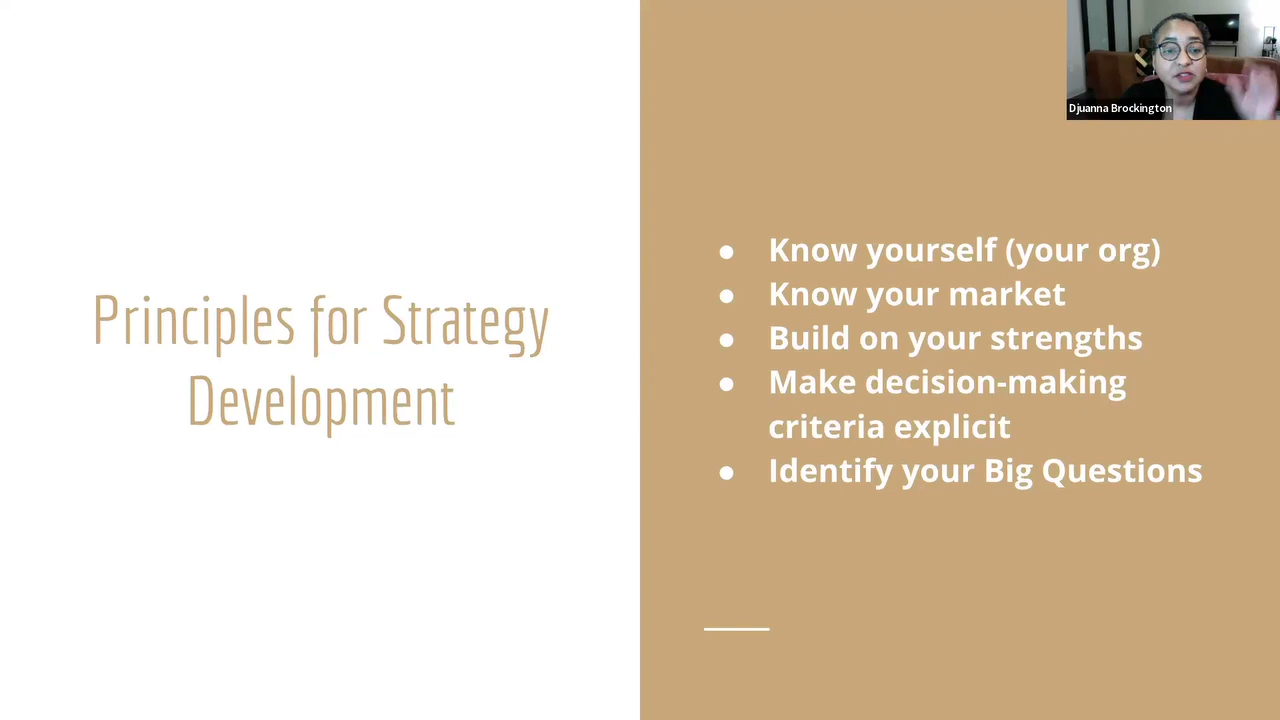 Djuanna Brockington
Principles for Strategy
Development
● Know yourself (your org)
● Know your market
● Build on your strengths
● Make decision-making
criteria explicit
● Identify your Big Questions